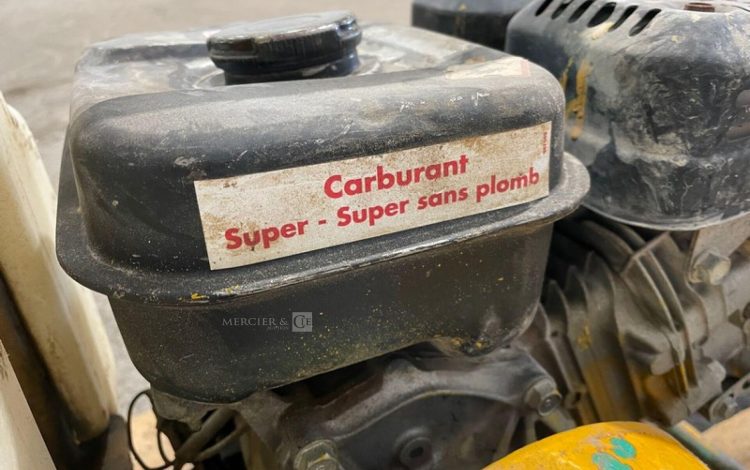 Carburant
Super - Super sans plomb
MERCIER & Cie